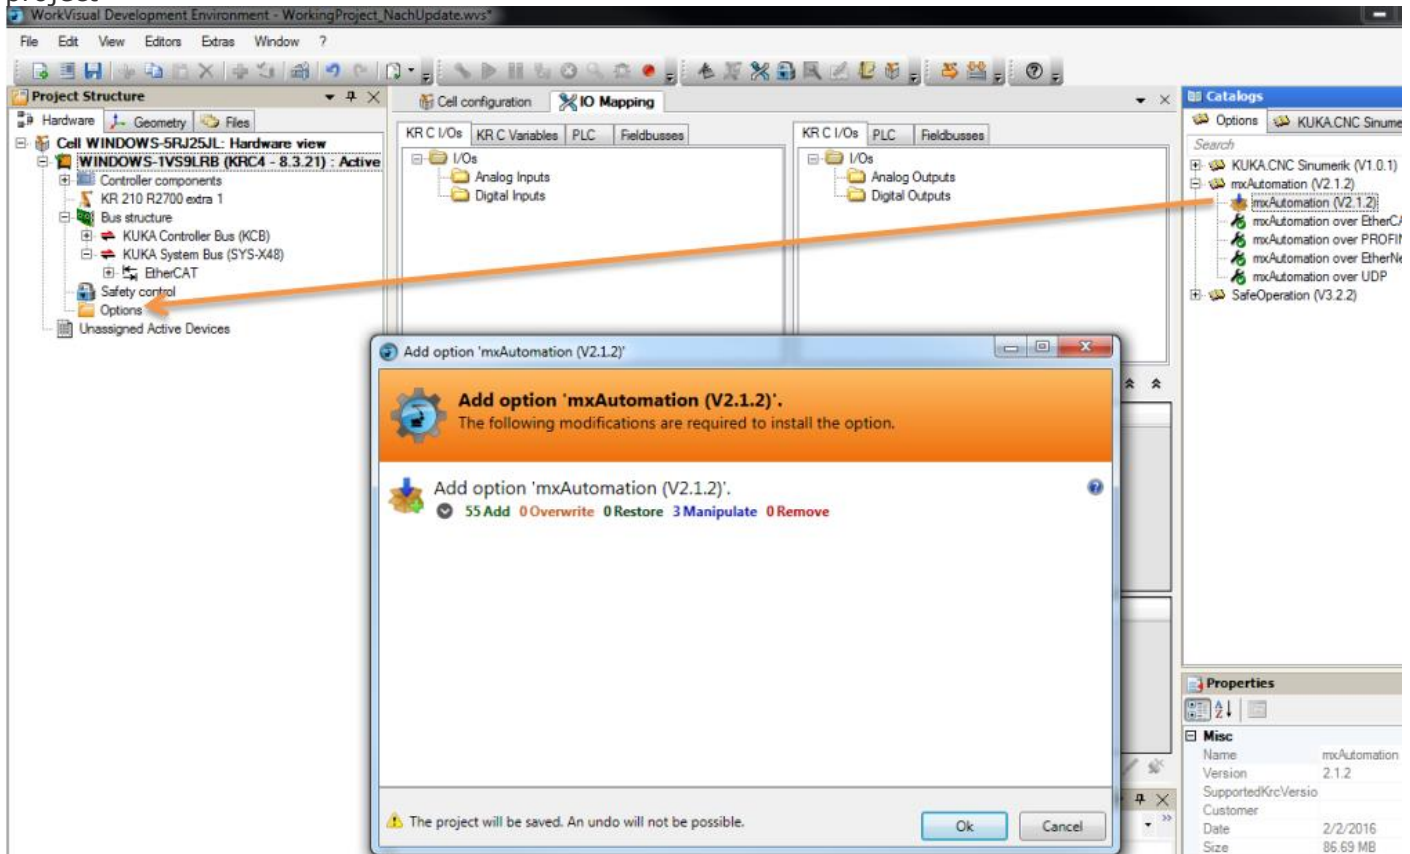 project
WorkVisual Development Environment - WorkingProject_NachUpdate.wvs*
File Edit View Editors Extras Window ?
Project Structure
Hardware Geometry Files
Cell WINDOWS-5RJ25JL: Hardware view
WINDOWS-1VS9LRB (KRC4 - 8.3.21) : Active
Controller components
KR 210 R2700 extra 1
Bus structure
KUKA Controller Bus (KCB)
KUKA System Bus (SYS-X48)
EtherCAT
Safety control
Options
Unassigned Active Devices
Cell configuration IO Mapping
KR C I/Os KR C Variables PLC Fieldbusses
I/Os
Analog Inputs
Digital Inputs
KR C I/Os PLC Fieldbusses
I/Os
Analog Outputs
Digital Outputs
Catalogs
Options KUKA.CNC Sinume
Search
KUKA.CNC Sinumerik (V1.0.1)
mxAutomation (V2.1.2)
mxAutomation (V2.1.2)
mxAutomation over EtherCA
mxAutomation over PROFIN
mxAutomation over EtherNe
mxAutomation over UDP
SafeOperation (V3.2.2)
Add option 'mxAutomation (V2.1.2)'
Add option 'mxAutomation (V2.1.2)'.
The following modifications are required to install the option.
Add option 'mxAutomation (V2.1.2)'.
55 Add 0 Overwrite 0 Restore 3 Manipulate 0 Remove
The project will be saved. An undo will not be possible.
Ok Cancel
Properties
Misc
Name mxAutomation
Version 2.1.2
SupportedKrcVersio
Customer
Date 2/2/2016
Size 86.69 MB